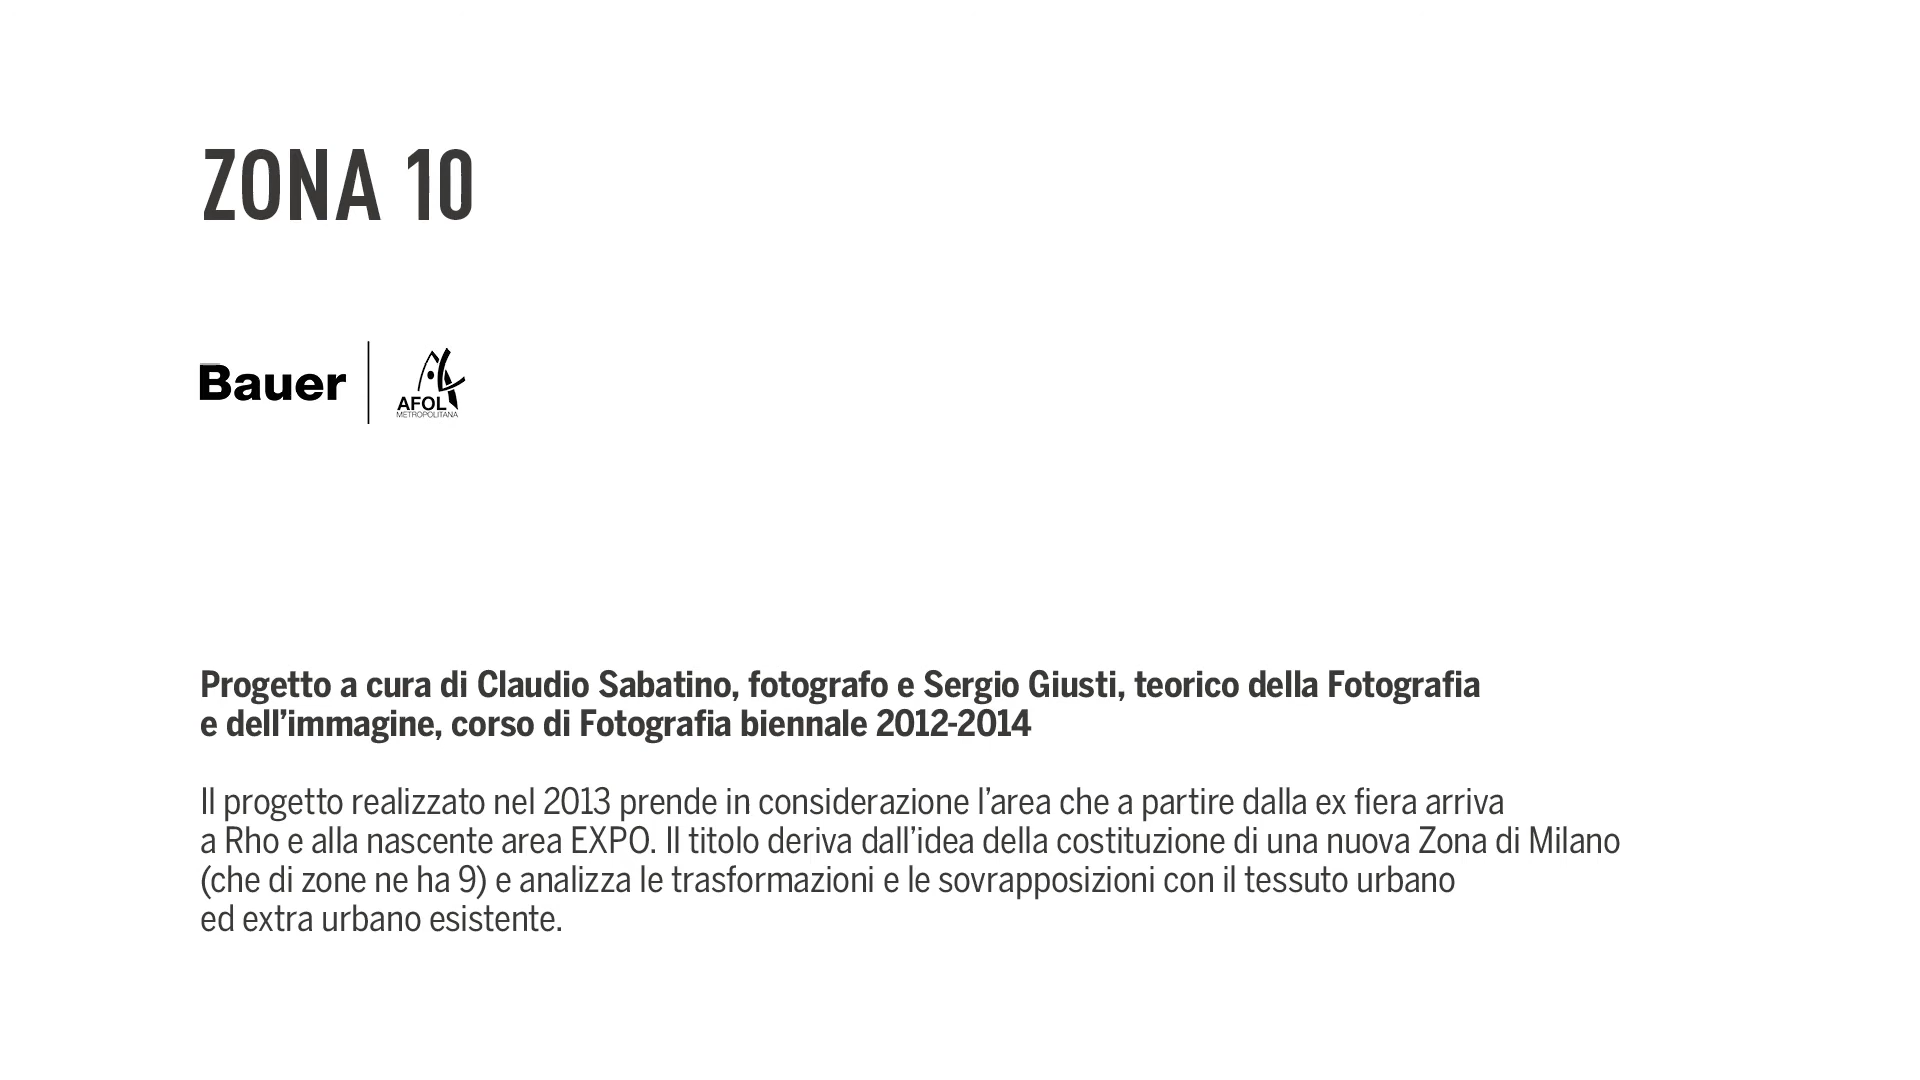 ZONA 10
Bauer
AFOL
METROPOLITANA
Progetto a cura di Claudio Sabatino, fotografo e Sergio Giusti, teorico della Fotografia
e dell’immagine, corso di Fotografia biennale 2012-2014
Il progetto realizzato nel 2013 prende in considerazione l’area che a partire dalla ex fiera arriva
a Rho e alla nascente area EXPO. Il titolo deriva dall’idea della costituzione di una nuova Zona di Milano
(che di zone ne ha 9) e analizza le trasformazioni e le sovrapposizioni con il tessuto urbano
ed extra urbano esistente.